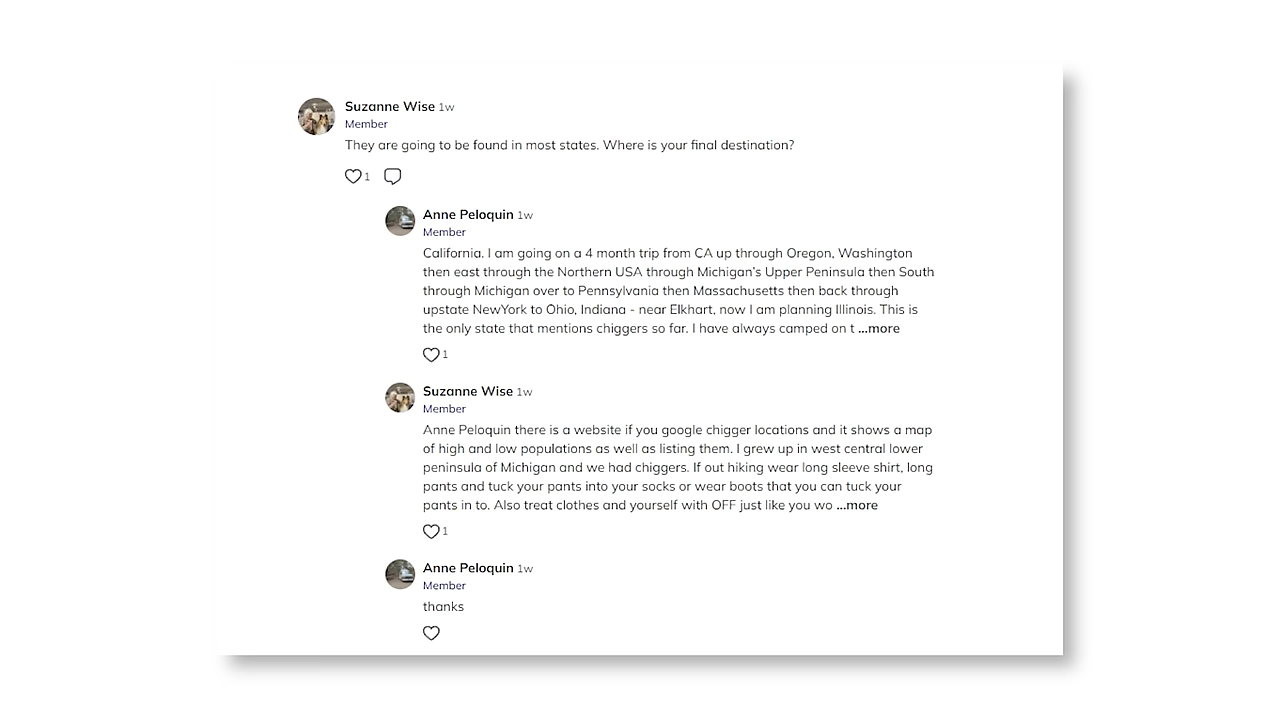 Suzanne Wise 1w
Member
They are going to be found in most states. Where is your final destination?
1
Anne Peloquin 1w
Member
California. I am going on a 4 month trip from CA up through Oregon, Washington
then east through the Northern USA through Michigan's Upper Peninsula then South
through Michigan over to Pennsylvania then Massachusetts then back through
upstate NewYork to Ohio, Indiana - near Elkhart, now I am planning Illinois. This is
the only state that mentions chiggers so far. I have always camped on t ...more
1
Suzanne Wise 1w
Member
Anne Peloquin there is a website if you google chigger locations and it shows a map
of high and low populations as well as listing them. I grew up in west central lower
peninsula of Michigan and we had chiggers. If out hiking wear long sleeve shirt, long
pants and tuck your pants into your socks or wear boots that you can tuck your
pants in to. Also treat clothes and yourself with OFF just like you wo ...more
1
Anne Peloquin 1w
Member
thanks